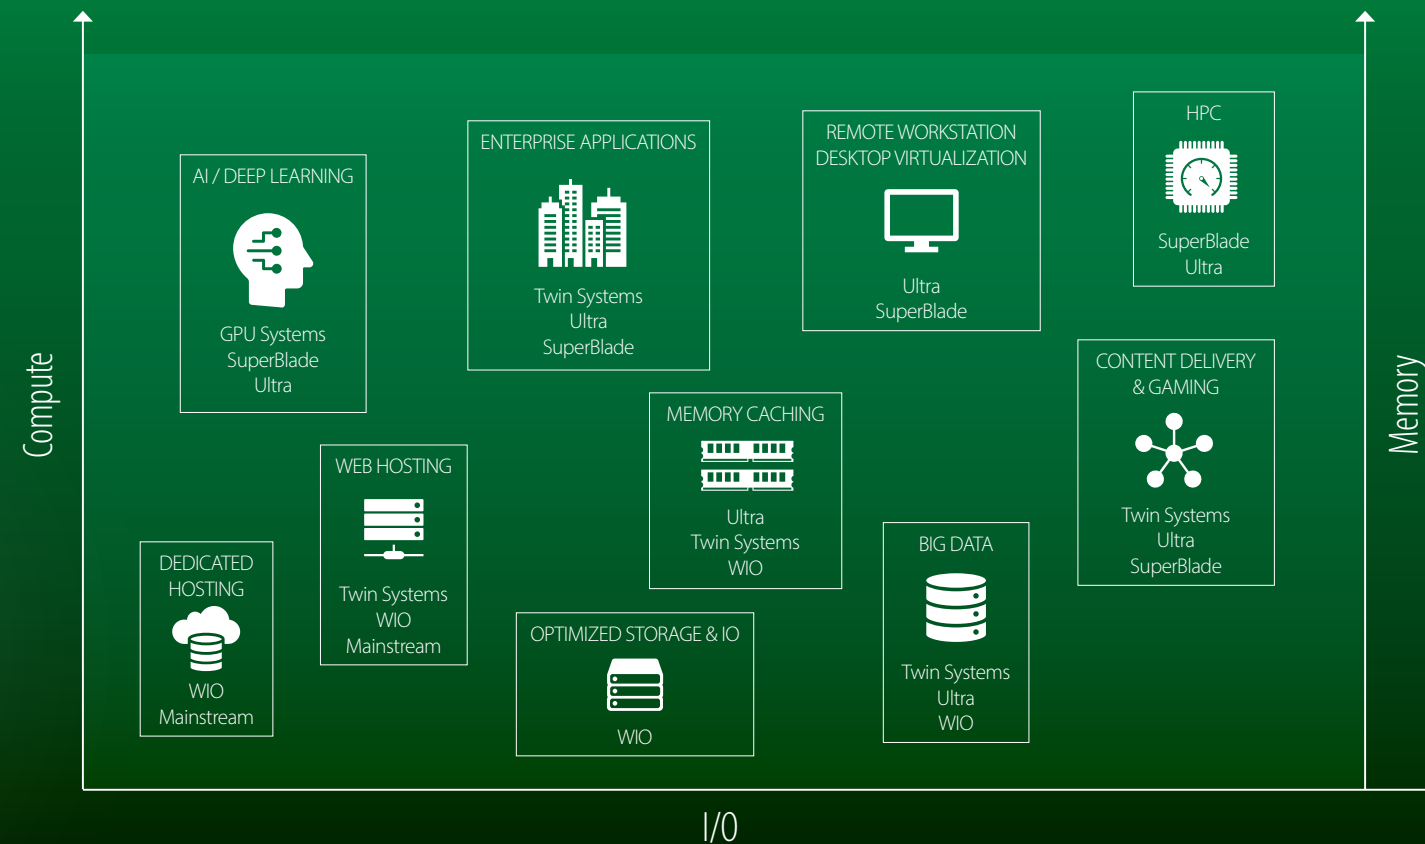 Compute
AI / DEEP LEARNING
GPU Systems
SuperBlade
Ultra
ENTERPRISE APPLICATIONS
Twin Systems
Ultra
SuperBlade
REMOTE WORKSTATION
DESKTOP VIRTUALIZATION
Ultra
SuperBlade
HPC
SuperBlade
Ultra
DEDICATED
HOSTING
WIO
Mainstream
WEB HOSTING
Twin Systems
WIO
Mainstream
MEMORY CACHING
Ultra
Twin Systems
WIO
CONTENT DELIVERY
& GAMING
Twin Systems
Ultra
SuperBlade
OPTIMIZED STORAGE & IO
WIO
BIG DATA
Twin Systems
Ultra
WIO
Memory
I/O